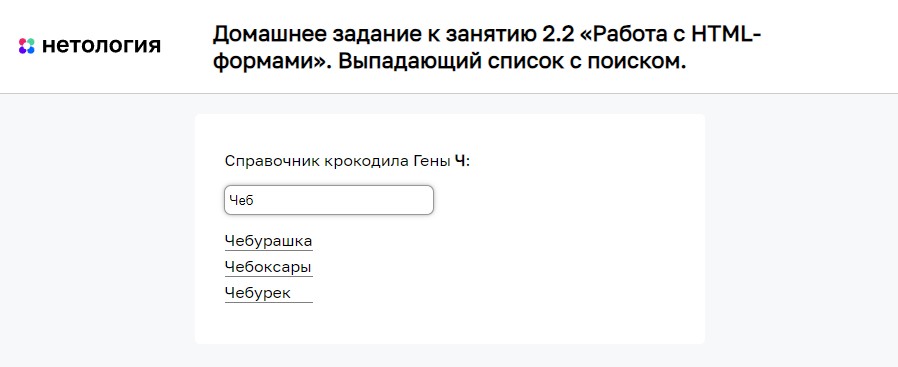 нетология
Домашнее задание к занятию 2.2 «Работа с HTML-
формами». Выпадающий список с поиском.
Справочник крокодила Гены Ч:
Чеб
Чебурашка
Чебоксары
Чебурек